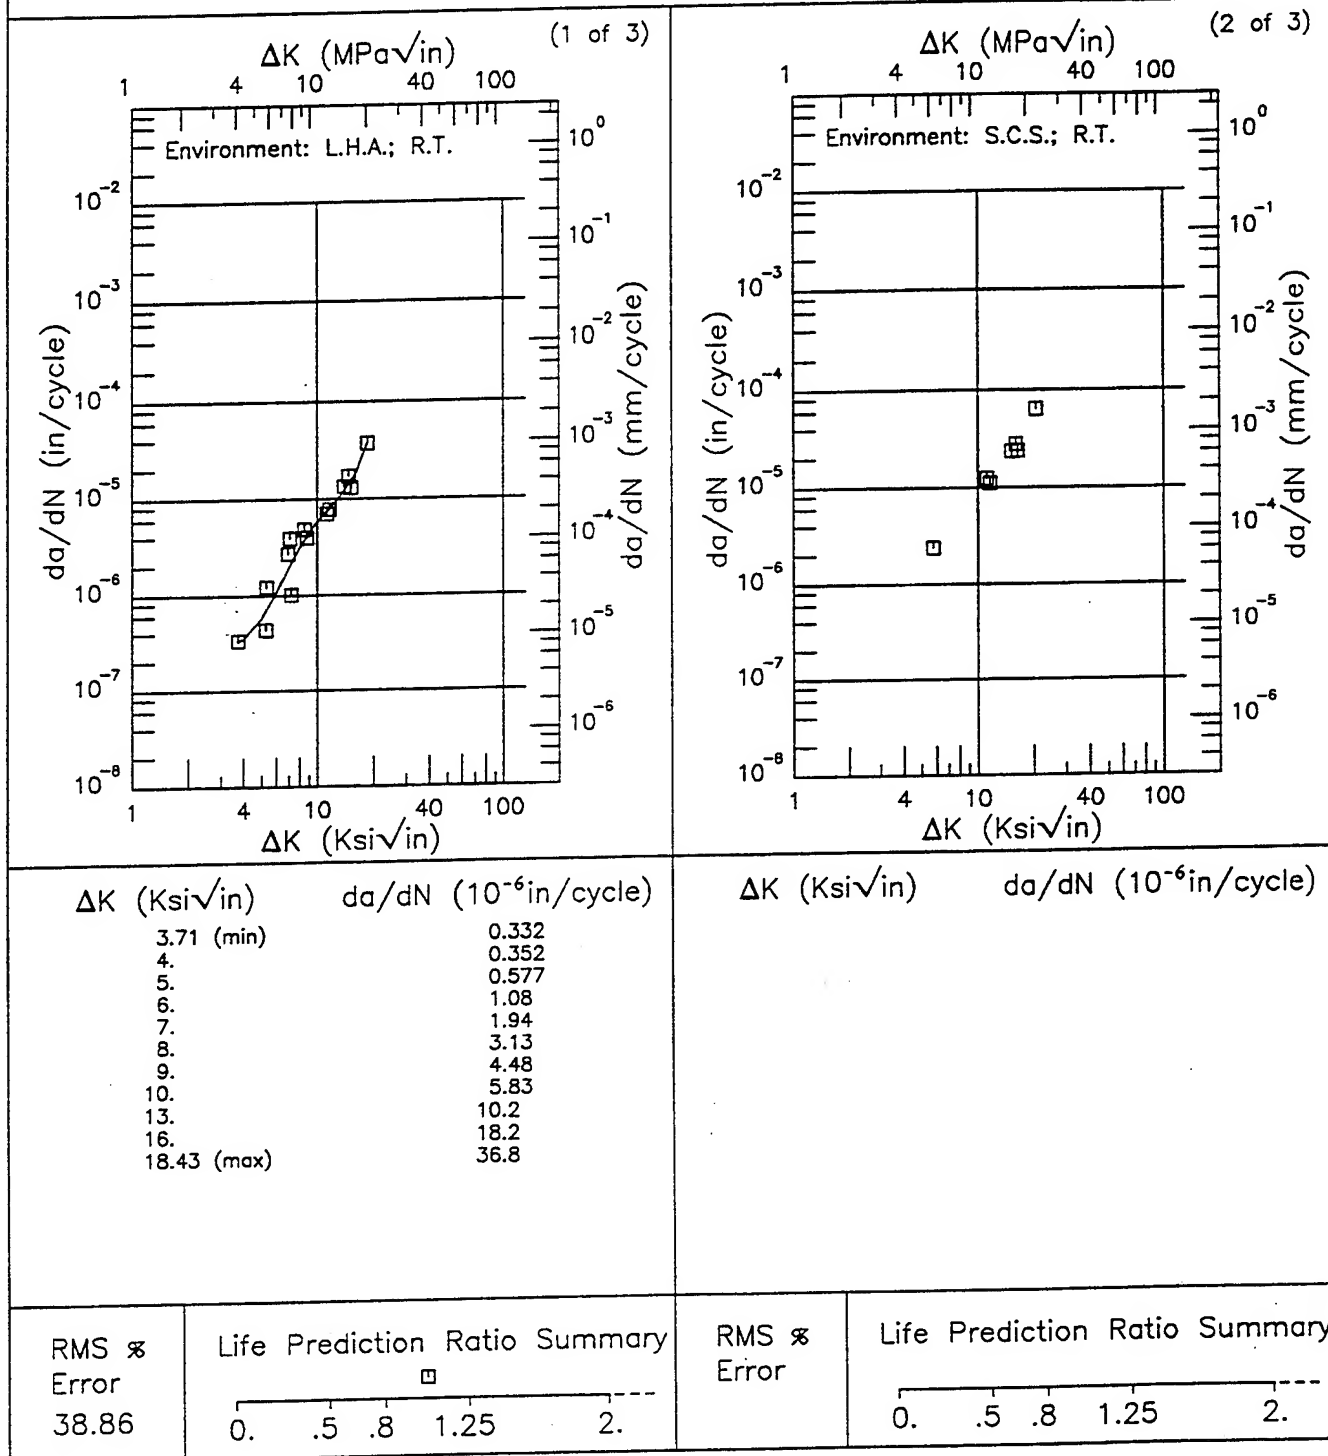 (1 of 3)
ΔK (MPa√in)
1 4 10 40 100
Environment: L.H.A.; R.T.
da/dN (in/cycle)
10⁻²
10⁻³
10⁻⁴
10⁻⁵
10⁻⁶
10⁻⁷
10⁻⁸
10⁰
10⁻¹
10⁻²
10⁻³
10⁻⁴
10⁻⁵
10⁻⁶
da/dN (mm/cycle)
1 4 10 40 100
ΔK (Ksi√in)
(2 of 3)
ΔK (MPa√in)
1 4 10 40 100
Environment: S.C.S.; R.T.
da/dN (in/cycle)
10⁻²
10⁻³
10⁻⁴
10⁻⁵
10⁻⁶
10⁻⁷
10⁻⁸
10⁰
10⁻¹
10⁻²
10⁻³
10⁻⁴
10⁻⁵
10⁻⁶
da/dN (mm/cycle)
1 4 10 40 100
ΔK (Ksi√in)
ΔK (Ksi√in) da/dN (10⁻⁶in/cycle)
3.71 (min) 0.332
4. 0.352
5. 0.577
6. 1.08
7. 1.94
8. 3.13
9. 4.48
10. 5.83
13. 10.2
16. 18.2
18.43 (max) 36.8
ΔK (Ksi√in) da/dN (10⁻⁶in/cycle)
RMS %
Error
38.86
Life Prediction Ratio Summary
0. .5 .8 1.25 2.
RMS %
Error
Life Prediction Ratio Summary
0. .5 .8 1.25 2.